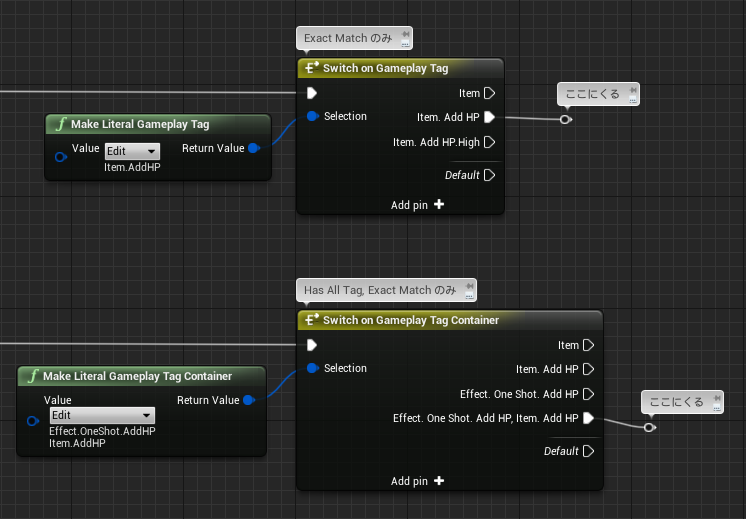 Exact Match のみ
Switch on Gameplay Tag
Item
ここにくる
Make Literal Gameplay Tag
Selection
Item. Add HP
Value
Edit
Return Value
Item. Add HP.High
Item.AddHP
Default
Add pin
Has All Tag, Exact Match のみ
Switch on Gameplay Tag Container
Item
Make Literal Gameplay Tag Container
Selection
Item. Add HP
Value
Return Value
Effect. One Shot. Add HP
ここにくる
Edit
Effect. One Shot. Add HP, Item. Add HP
Effect.OneShot.AddHP
Item.AddHP
Default
Add pin